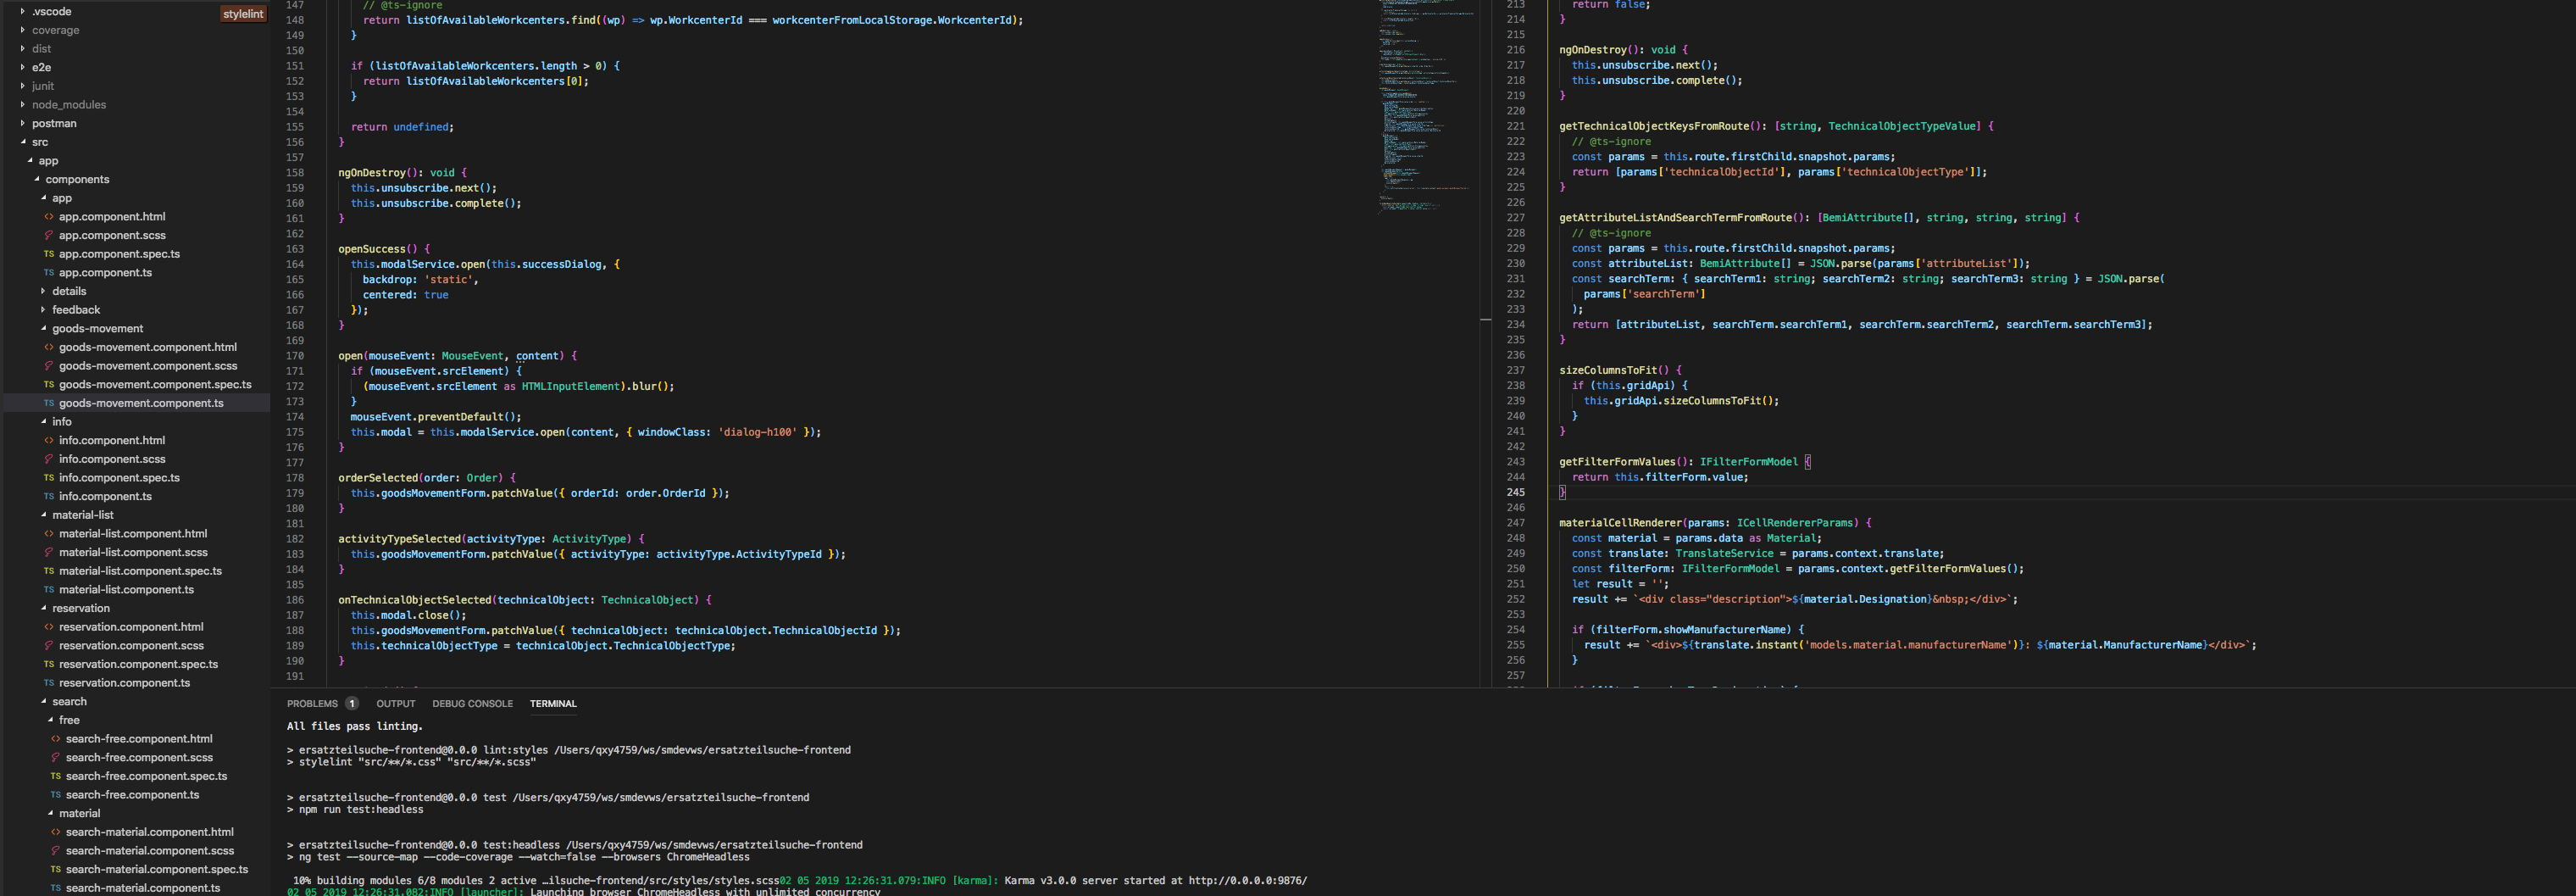 .vscode
stylelint
coverage
dist
e2e
junit
node_modules
postman
src
app
components
app
app.component.html
app.component.scss
TS app.component.spec.ts
TS app.component.ts
details
feedback
goods-movement
goods-movement.component.html
goods-movement.component.scss
TS goods-movement.component.spec.ts
TS goods-movement.component.ts
info
info.component.html
info.component.scss
TS info.component.spec.ts
TS info.component.ts
material-list
material-list.component.html
material-list.component.scss
TS material-list.component.spec.ts
TS material-list.component.ts
reservation
reservation.component.html
reservation.component.scss
TS reservation.component.spec.ts
TS reservation.component.ts
search
free
search-free.component.html
search-free.component.scss
TS search-free.component.spec.ts
TS search-free.component.ts
material
search-material.component.html
search-material.component.scss
TS search-material.component.spec.ts
TS search-material.component.ts
147 // @ts-ignore
148 return listOfAvailableWorkcenters.find((wp) => wp.WorkcenterId === workcenterFromLocalStorage.WorkcenterId);
149 }
150
151 if (listOfAvailableWorkcenters.length > 0) {
152 return listOfAvailableWorkcenters[0];
153 }
154
155 return undefined;
156 }
157
158 ngOnDestroy(): void {
159 this.unsubscribe.next();
160 this.unsubscribe.complete();
161 }
162
163 openSuccess() {
164 this.modalService.open(this.successDialog, {
165 backdrop: 'static',
166 centered: true
167 });
168 }
169
170 open(mouseEvent: MouseEvent, content) {
171 if (mouseEvent.srcElement) {
172 (mouseEvent.srcElement as HTMLInputElement).blur();
173 }
174 mouseEvent.preventDefault();
175 this.modal = this.modalService.open(content, { windowClass: 'dialog-h100' });
176 }
177
178 orderSelected(order: Order) {
179 this.goodsMovementForm.patchValue({ orderId: order.OrderId });
180 }
181
182 activityTypeSelected(activityType: ActivityType) {
183 this.goodsMovementForm.patchValue({ activityType: activityType.ActivityTypeId });
184 }
185
186 onTechnicalObjectSelected(technicalObject: TechnicalObject) {
187 this.modal.close();
188 this.goodsMovementForm.patchValue({ technicalObject: technicalObject.TechnicalObjectId });
189 this.technicalObjectType = technicalObject.TechnicalObjectType;
190 }
191
213 return false;
214 }
215
216 ngOnDestroy(): void {
217 this.unsubscribe.next();
218 this.unsubscribe.complete();
219 }
220
221 getTechnicalObjectKeysFromRoute(): [string, TechnicalObjectTypeValue] {
222 // @ts-ignore
223 const params = this.route.firstChild.snapshot.params;
224 return [params['technicalObjectId'], params['technicalObjectType']];
225 }
226
227 getAttributeListAndSearchTermFromRoute(): [BemiAttribute[], string, string, string] {
228 // @ts-ignore
229 const params = this.route.firstChild.snapshot.params;
230 const attributeList: BemiAttribute[] = JSON.parse(params['attributeList']);
231 const searchTerm: { searchTerm1: string; searchTerm2: string; searchTerm3: string } = JSON.parse(
232 params['searchTerm']
233 );
234 return [attributeList, searchTerm.searchTerm1, searchTerm.searchTerm2, searchTerm.searchTerm3];
235 }
236
237 sizeColumnsToFit() {
238 if (this.gridApi) {
239 this.gridApi.sizeColumnsToFit();
240 }
241 }
242
243 getFilterFormValues(): IFilterFormModel {
244 return this.filterForm.value;
245 }
246
247 materialCellRenderer(params: ICellRendererParams) {
248 const material = params.data as Material;
249 const translate: TranslateService = params.context.translate;
250 const filterForm: IFilterFormModel = params.context.getFilterFormValues();
251 let result = '';
252 result += `<div class="description">${material.Designation}&nbsp;</div>`;
253
254 if (filterForm.showManufacturerName) {
255 result += `<div>${translate.instant('models.material.manufacturerName')}: ${material.ManufacturerName}</div>`;
256 }
257
PROBLEMS 1 OUTPUT DEBUG CONSOLE TERMINAL
All files pass linting.
> ersatzteilsuche-frontend@0.0.0 lint:styles /Users/qxy4759/ws/smdevws/ersatzteilsuche-frontend
> stylelint "src/**/*.css" "src/**/*.scss"
> ersatzteilsuche-frontend@0.0.0 test /Users/qxy4759/ws/smdevws/ersatzteilsuche-frontend
> npm run test:headless
> ersatzteilsuche-frontend@0.0.0 test:headless /Users/qxy4759/ws/smdevws/ersatzteilsuche-frontend
> ng test --source-map --code-coverage --watch=false --browsers ChromeHeadless
10% building modules 6/8 modules 2 active …ilsuche-frontend/src/styles/styles.scss02 05 2019 12:26:31.079:INFO [karma]: Karma v3.0.0 server started at http://0.0.0.0:9876/
02 05 2019 12:26:31.082:INFO [launcher]: Launching browser ChromeHeadless with unlimited concurrency